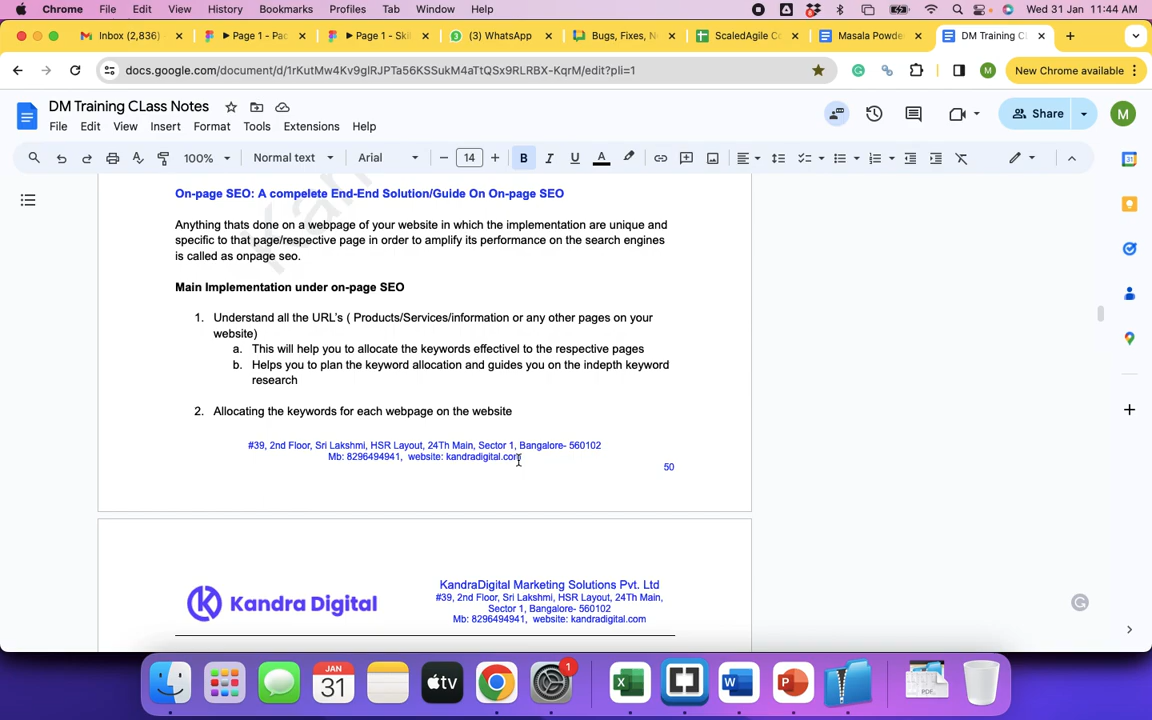 Chrome File Edit View History Bookmarks Profiles Tab Window Help Wed 31 Jan 11:44 AM
Inbox (2,836) Page 1 - Pac Page 1 - Skil (3) WhatsApp Bugs, Fixes, N ScaledAgile C Masala Powde DM Training C
docs.google.com/document/d/1rKutMw4Kv9glRJPTa56KSSukM4aTtQSx9RLRBX-KqrM/edit?pli=1 New Chrome available
DM Training CLass Notes
File Edit View Insert Format Tools Extensions Help Share M
100% Normal text Arial 14 B I U A
On-page SEO: A compelete End-End Solution/Guide On On-page SEO
Anything thats done on a webpage of your website in which the implementation are unique and
specific to that page/respective page in order to amplify its performance on the search engines
is called as onpage seo.
Main Implementation under on-page SEO
1. Understand all the URL's ( Products/Services/information or any other pages on your
website)
a. This will help you to allocate the keywords effectivel to the respective pages
b. Helps you to plan the keyword allocation and guides you on the indepth keyword
research
2. Allocating the keywords for each webpage on the website
#39, 2nd Floor, Sri Lakshmi, HSR Layout, 24Th Main, Sector 1, Bangalore- 560102
Mb: 8296494941, website: kandradigital.com
50
Kandra Digital
KandraDigital Marketing Solutions Pvt. Ltd
#39, 2nd Floor, Sri Lakshmi, HSR Layout, 24Th Main,
Sector 1, Bangalore- 560102
Mb: 8296494941, website: kandradigital.com
JAN
31
tv
1
X W P
PDF